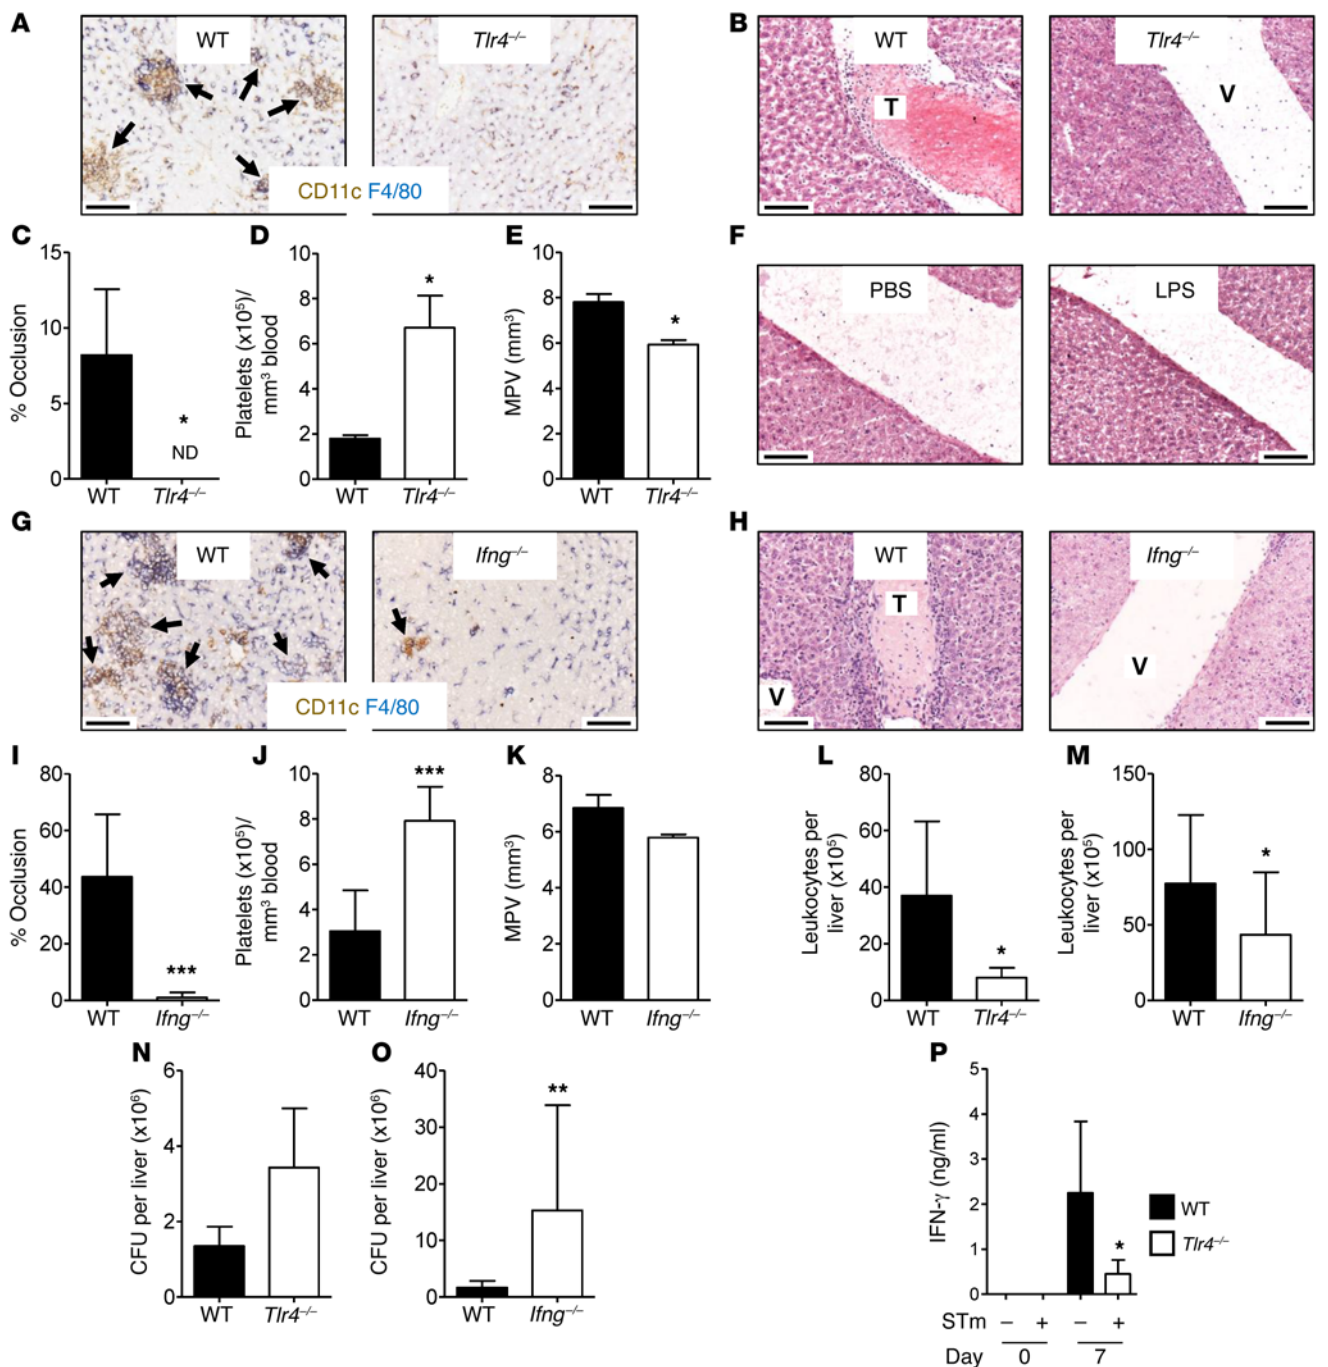 A
WT
Tlr4–/–
CD11c F4/80
B
WT
T
Tlr4–/–
V
C
% Occlusion
15
10
5
0
*
ND
WT
Tlr4–/–
D
Platelets (x10⁵)/
mm³ blood
10
8
6
4
2
0
*
WT
Tlr4–/–
E
MPV (mm³)
10
8
6
4
2
0
*
WT
Tlr4–/–
F
PBS
LPS
G
WT
Ifng–/–
CD11c F4/80
H
WT
T
V
Ifng–/–
V
I
% Occlusion
80
60
40
20
0
***
WT
Ifng–/–
J
Platelets (x10⁵)/
mm³ blood
10
8
6
4
2
0
***
WT
Ifng–/–
K
MPV (mm³)
8
6
4
2
0
WT
Ifng–/–
L
Leukocytes per
liver (x10⁵)
80
60
40
20
0
*
WT
Tlr4–/–
M
Leukocytes per
liver (x10⁵)
150
100
50
0
*
WT
Ifng–/–
N
CFU per liver (x10⁶)
6
4
2
0
WT
Tlr4–/–
O
CFU per liver (x10⁶)
40
30
20
10
0
**
WT
Ifng–/–
P
IFN-γ (ng/ml)
5
4
3
2
1
0
*
WT
Tlr4–/–
STm – + – +
Day 0 7